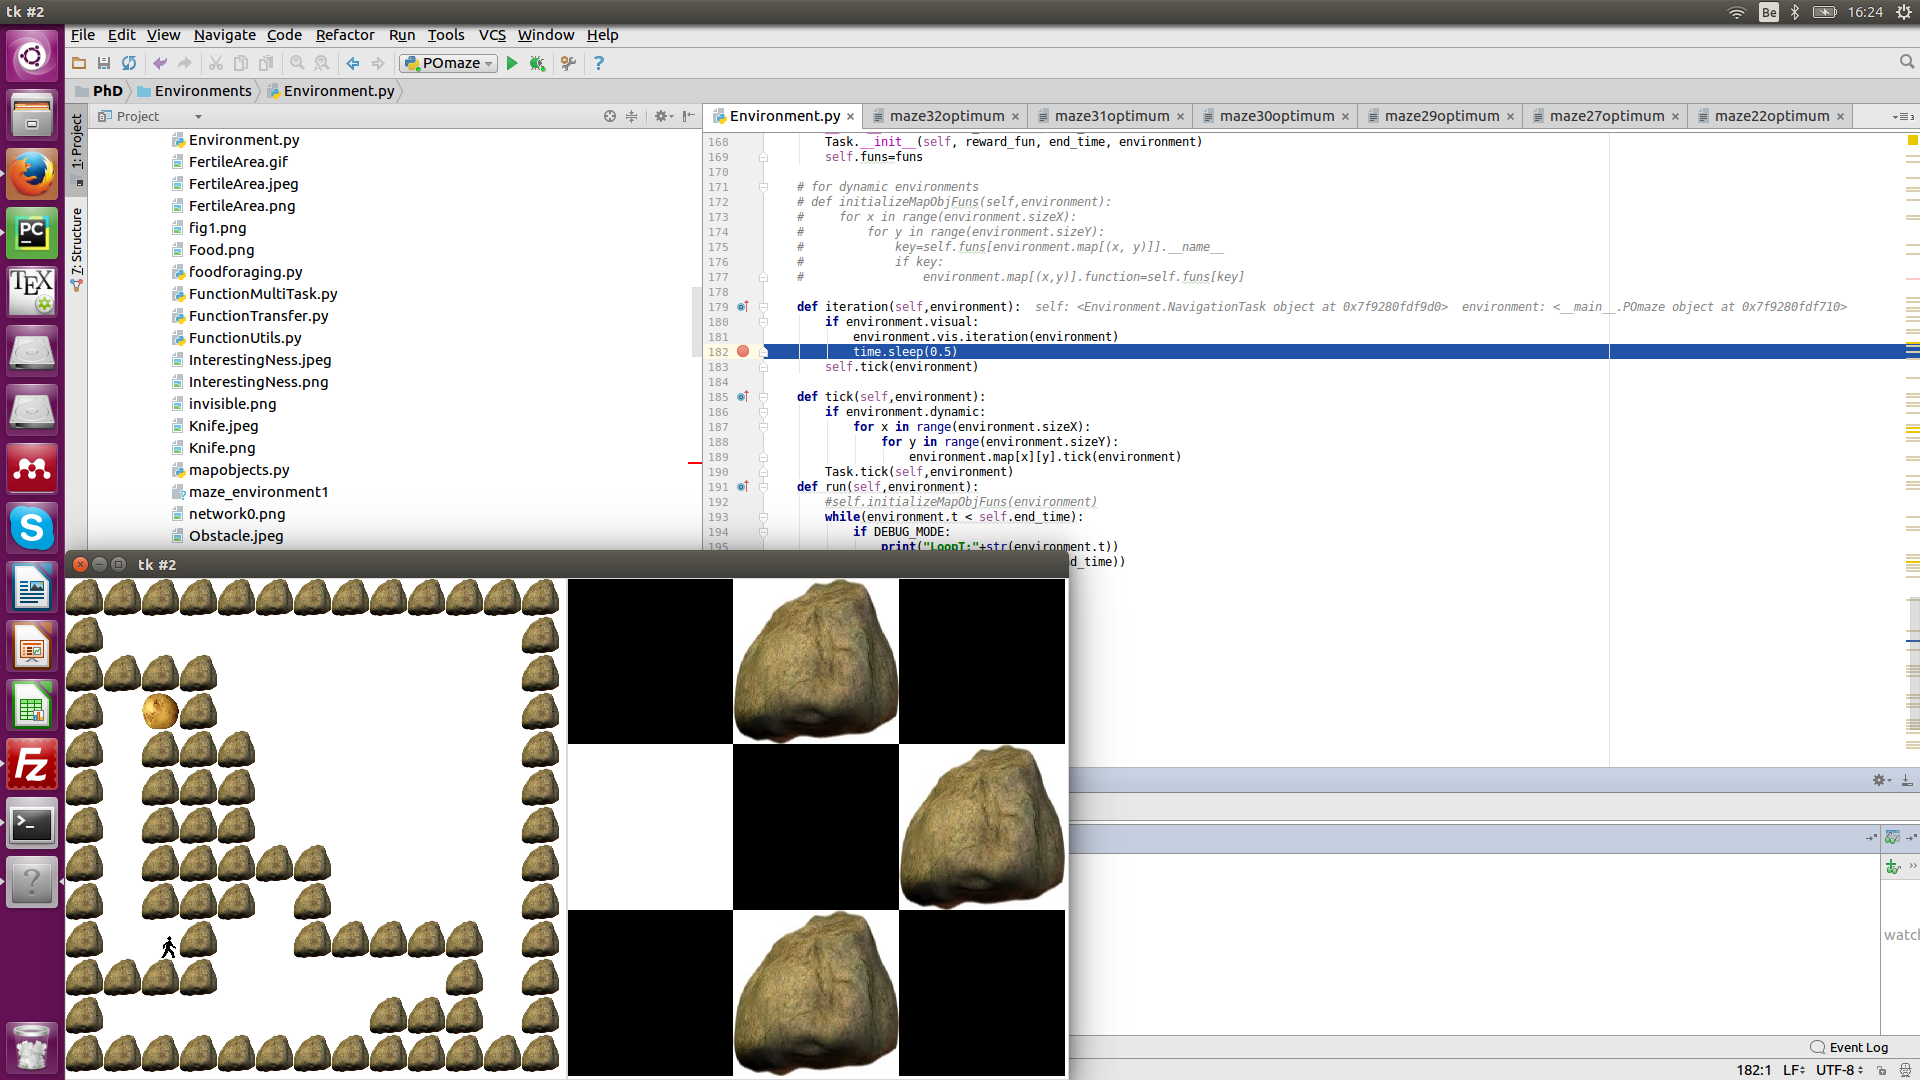 tk #2
Be
16:24
File Edit View Navigate Code Refactor Run Tools VCS Window Help
POmaze
PhD Environments Environment.py
Project
Environment.py maze32optimum maze31optimum maze30optimum maze29optimum maze27optimum maze22optimum
1: Project
7: Structure
Environment.py
FertileArea.gif
FertileArea.jpeg
FertileArea.png
fig1.png
Food.png
foodforaging.py
FunctionMultiTask.py
FunctionTransfer.py
FunctionUtils.py
InterestingNess.jpeg
InterestingNess.png
invisible.png
Knife.jpeg
Knife.png
mapobjects.py
maze_environment1
network0.png
Obstacle.jpeg
168 Task.__init__(self, reward_fun, end_time, environment)
169 self.funs=funs
170
171 # for dynamic environments
172 # def initializeMapObjFuns(self,environment):
173 # for x in range(environment.sizeX):
174 # for y in range(environment.sizeY):
175 # key=self.funs[environment.map[(x, y)]].__name__
176 # if key:
177 # environment.map[(x,y)].function=self.funs[key]
178
179 def iteration(self,environment): self: <Environment.NavigationTask object at 0x7f9280fdf9d0> environment: <__main__.POmaze object at 0x7f9280fdf710>
180 if environment.visual:
181 environment.vis.iteration(environment)
182 time.sleep(0.5)
183 self.tick(environment)
184
185 def tick(self,environment):
186 if environment.dynamic:
187 for x in range(environment.sizeX):
188 for y in range(environment.sizeY):
189 environment.map[x][y].tick(environment)
190 Task.tick(self,environment)
191 def run(self,environment):
192 #self.initializeMapObjFuns(environment)
193 while(environment.t < self.end_time):
194 if DEBUG_MODE:
195 print("LoopT:"+str(environment.t))
d_time))
PC
TEX
tk #2
watch
Event Log
182:1 LF UTF-8